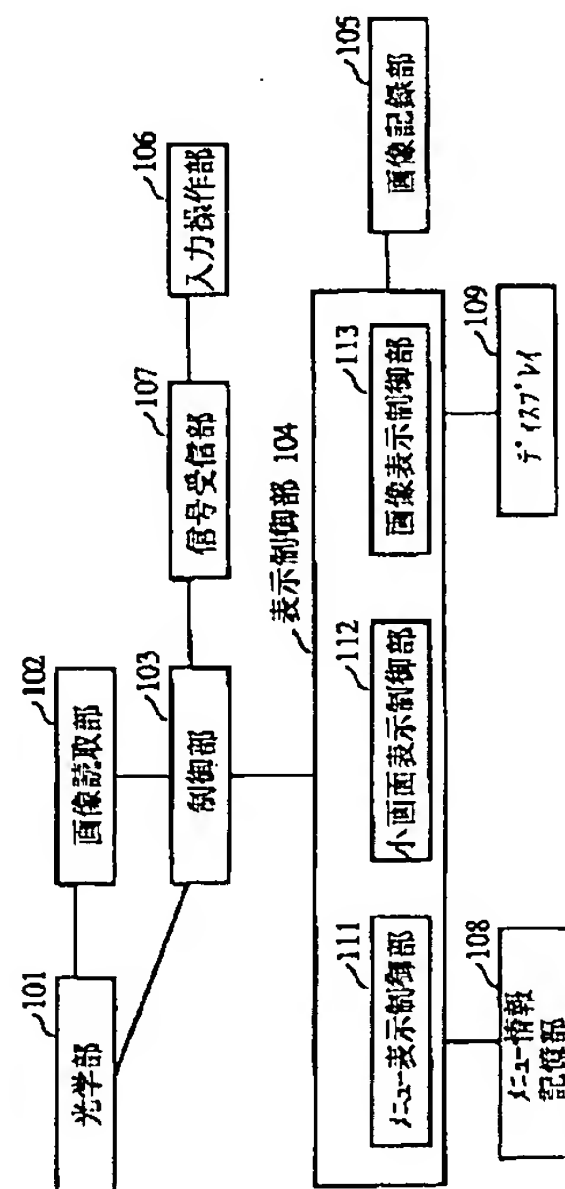 101
光学部
102
画像読取部
103
制御部
107
信号受信部
106
入力操作部
表示制御部 104
111
メニュー表示制御部
112
小画面表示制御部
113
画像表示制御部
105
画像記録部
108
メニュー情報
記憶部
109
ディスプレイ